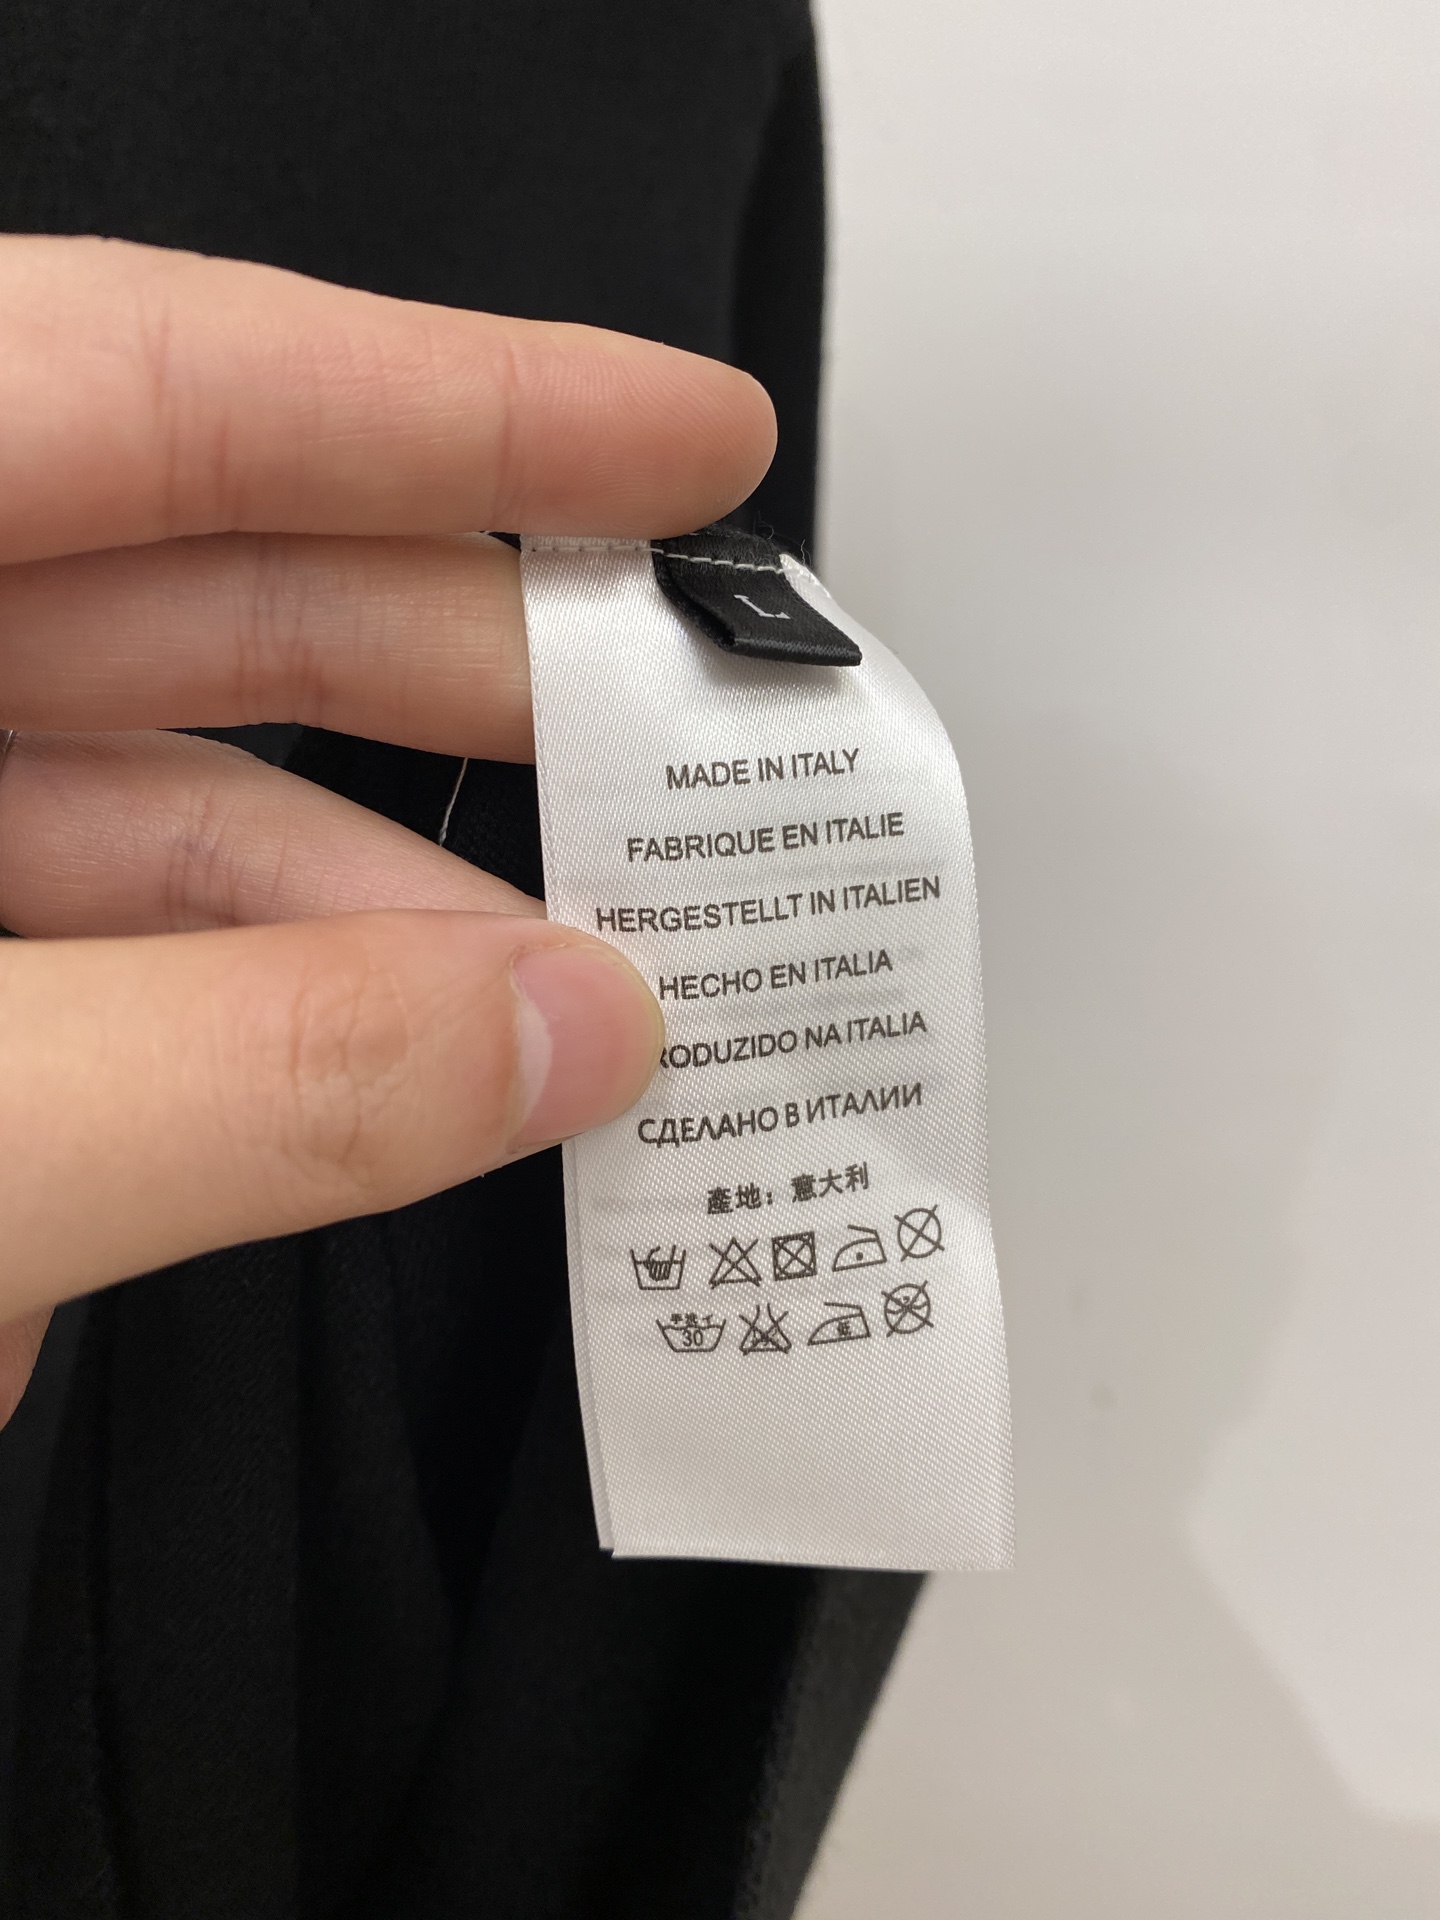 L
MADE IN ITALY
FABRIQUE EN ITALIE
HERGESTELLT IN ITALIEN
HECHO EN ITALIA
RODUZIDO NA ITALIA
СДЕЛАНО В ИТАЛИИ
產地：意大利
30